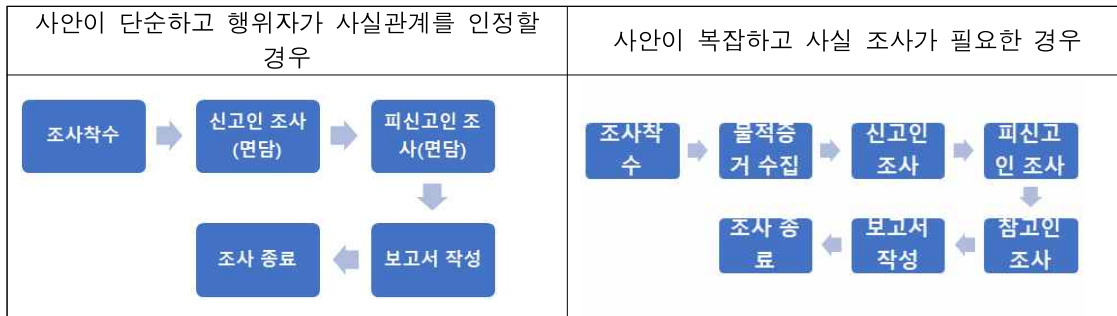 사안이 단순하고 행위자가 사실관계를 인정할
경우
조사착수
신고인 조사
(면담)
피신고인 조
사(면담)
보고서 작성
조사 종료
사안이 복잡하고 사실 조사가 필요한 경우
조사착
수
물적증
거 수집
신고인
조사
피신고
인 조사
참고인
조사
보고서
작성
조사 종
료